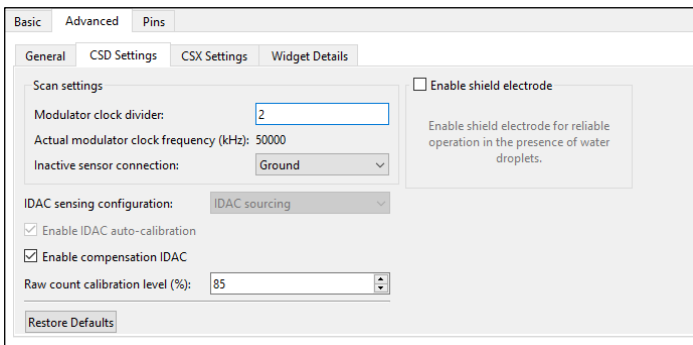 Basic Advanced Pins
General CSD Settings CSX Settings Widget Details
Scan settings
Modulator clock divider: 2
Actual modulator clock frequency (kHz): 50000
Inactive sensor connection: Ground
Enable shield electrode
Enable shield electrode for reliable
operation in the presence of water
droplets.
IDAC sensing configuration: IDAC sourcing
Enable IDAC auto-calibration
Enable compensation IDAC
Raw count calibration level (%): 85
Restore Defaults